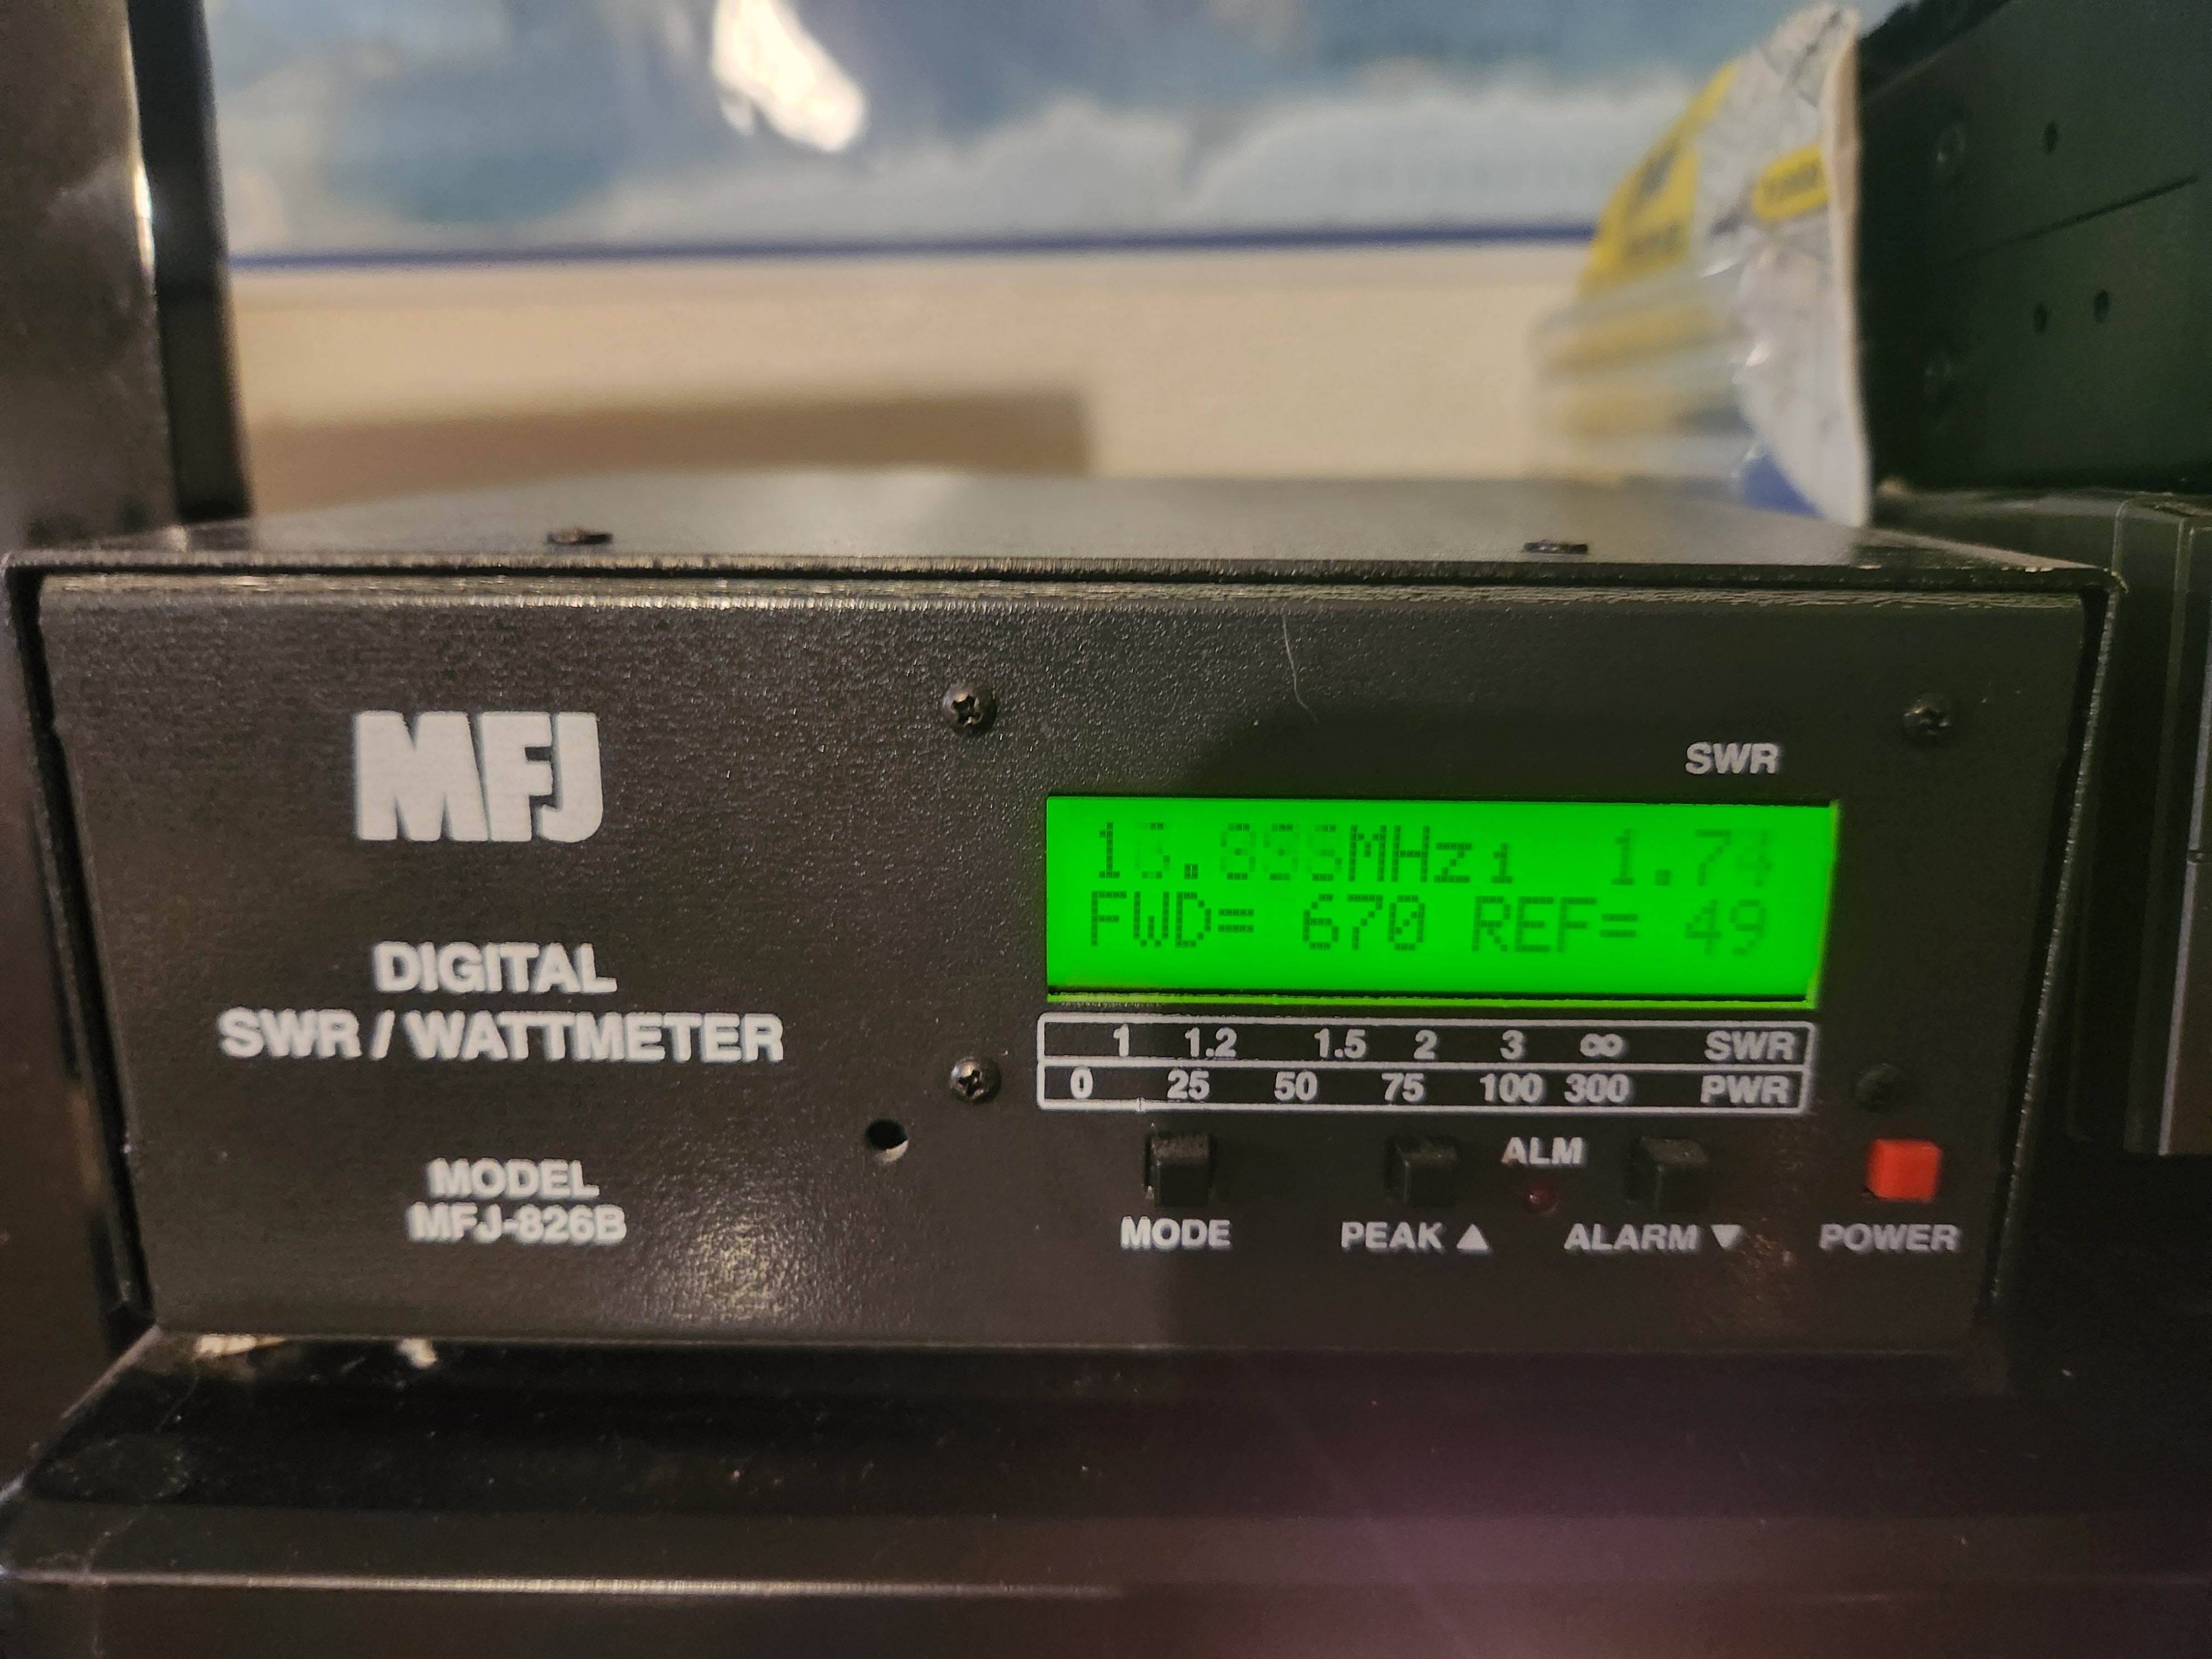 MFJ
DIGITAL
SWR / WATTMETER
MODEL
MFJ-826B
SWR
MHz
FWD= 670 REF= 49
1 1.2 1.5 2 3 ∞ SWR
0 25 50 75 100 300 PWR
ALM
MODE PEAK ▲ ALARM ▼ POWER